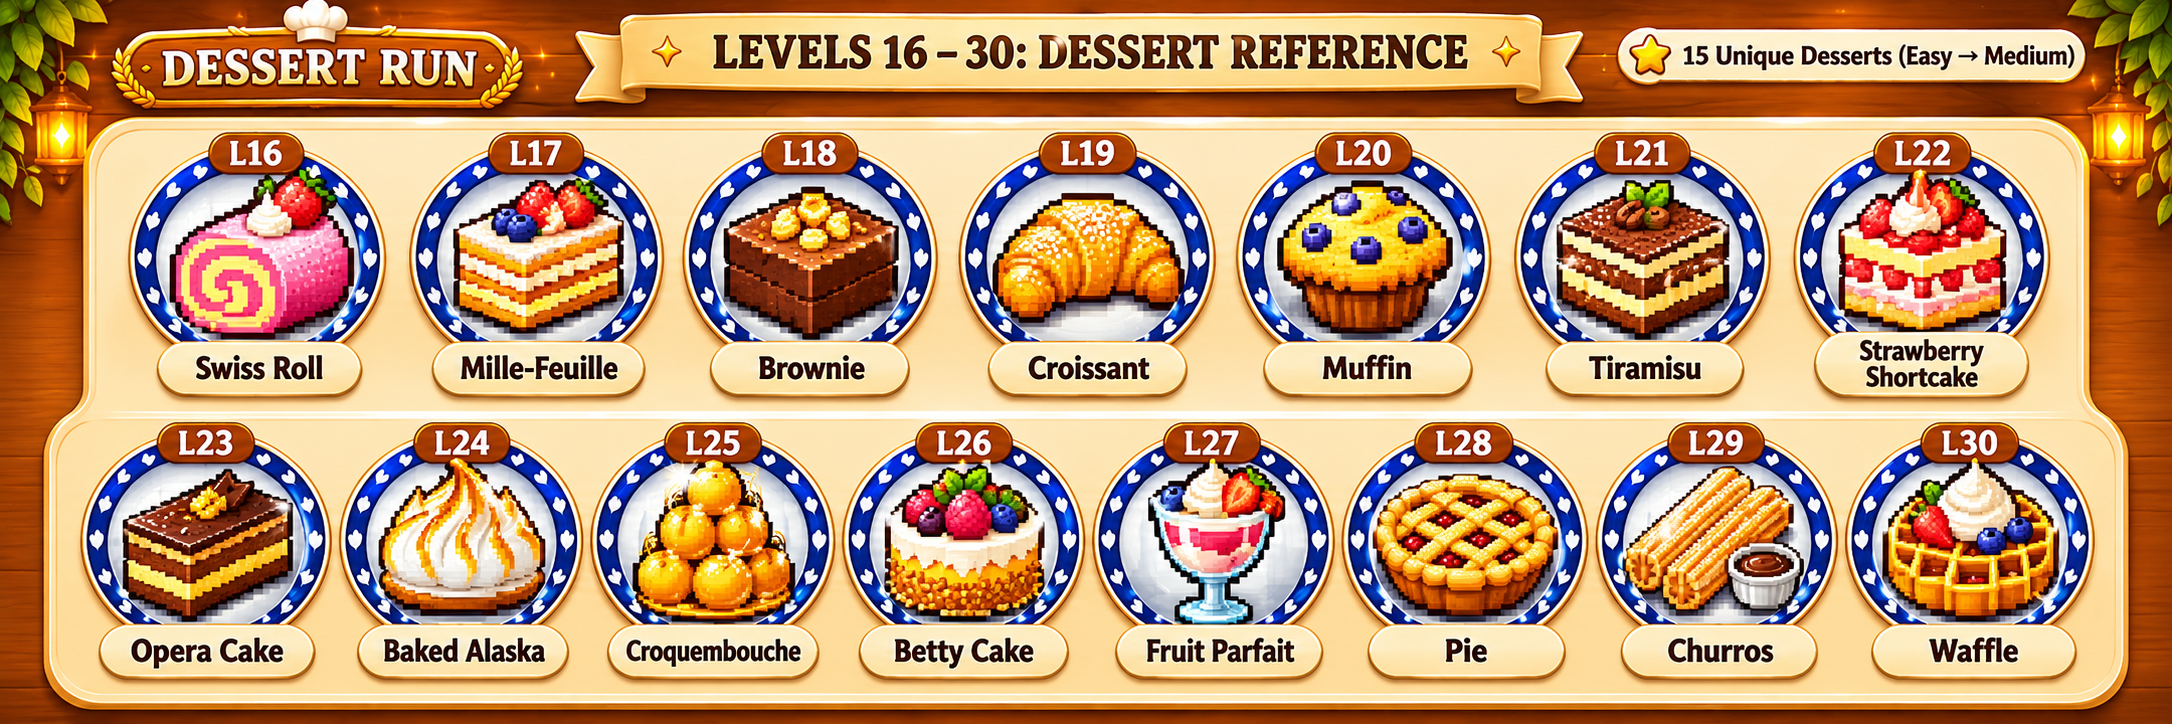 DESSERT RUN
LEVELS 16 – 30: DESSERT REFERENCE
15 Unique Desserts (Easy → Medium)
L16
L17
L18
L19
L20
L21
L22
Swiss Roll
Mille-Feuille
Brownie
Croissant
Muffin
Tiramisu
Strawberry
Shortcake
L23
L24
L25
L26
L27
L28
L29
L30
Opera Cake
Baked Alaska
Croquembouche
Betty Cake
Fruit Parfait
Pie
Churros
Waffle